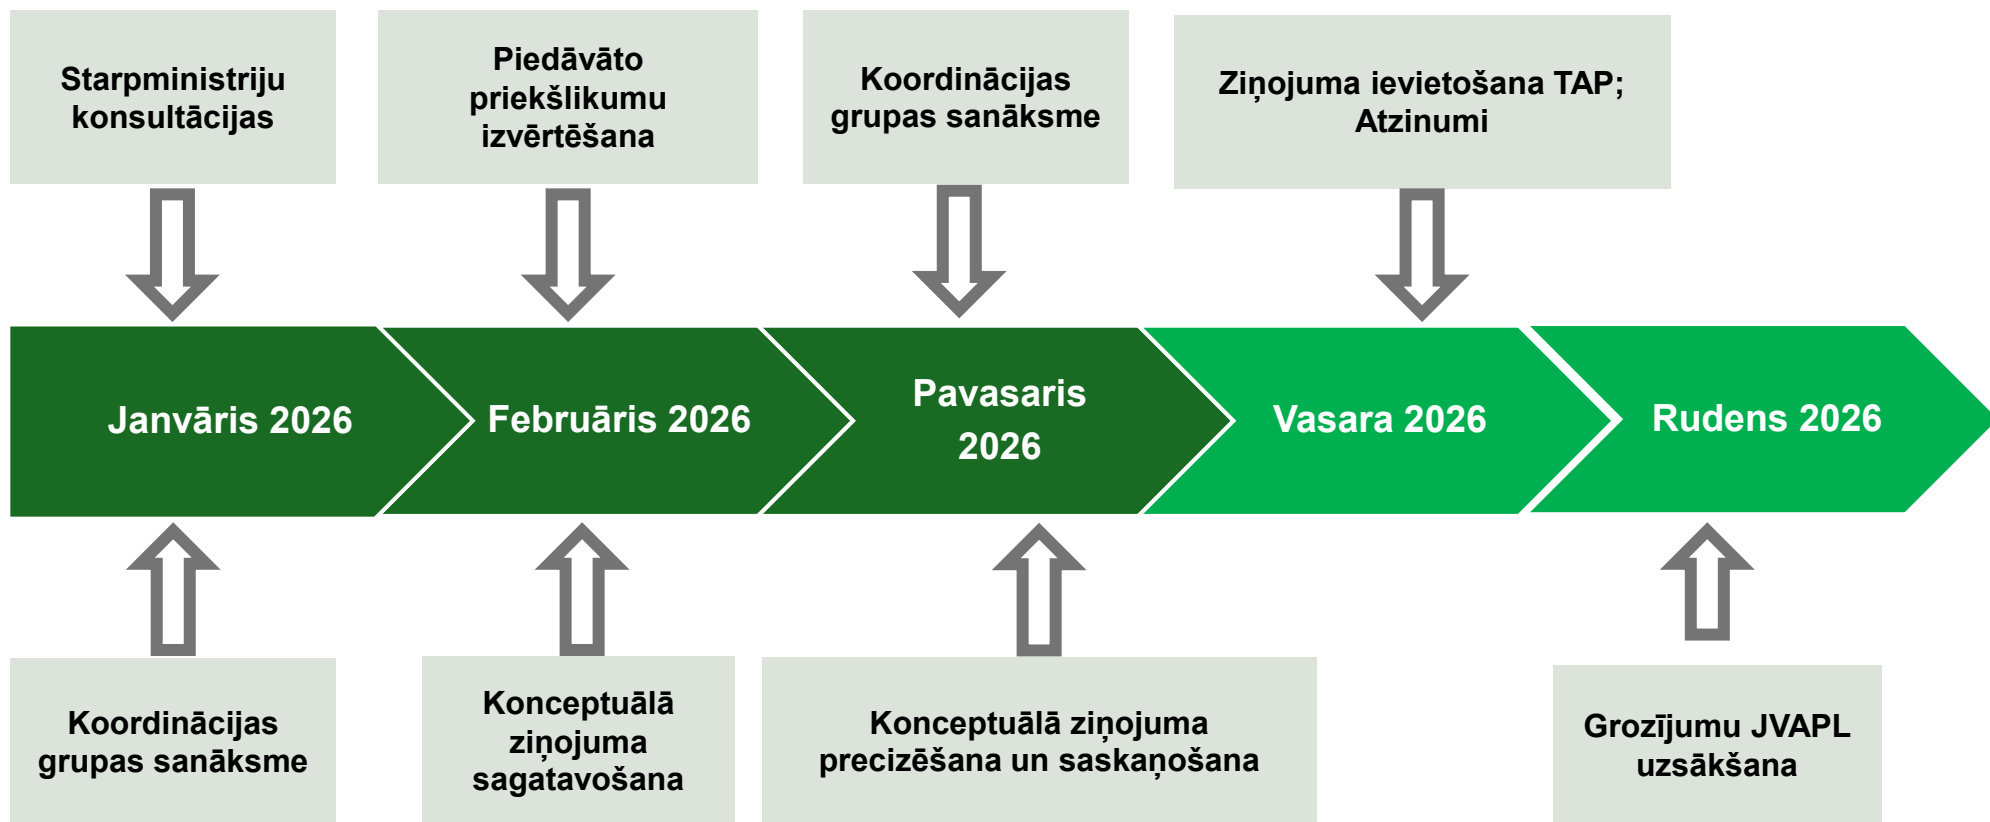 Starpministriju
konsultācijas
Piedāvāto
priekšlikumu
izvērtēšana
Koordinācijas
grupas sanāksme
Ziņojuma ievietošana TAP;
Atzinumi
Janvāris 2026
Februāris 2026
Pavasaris
2026
Vasara 2026
Rudens 2026
Koordinācijas
grupas sanāksme
Konceptuālā
ziņojuma
sagatavošana
Konceptuālā ziņojuma
precizēšana un saskaņošana
Grozījumu JVAPL
uzsākšana